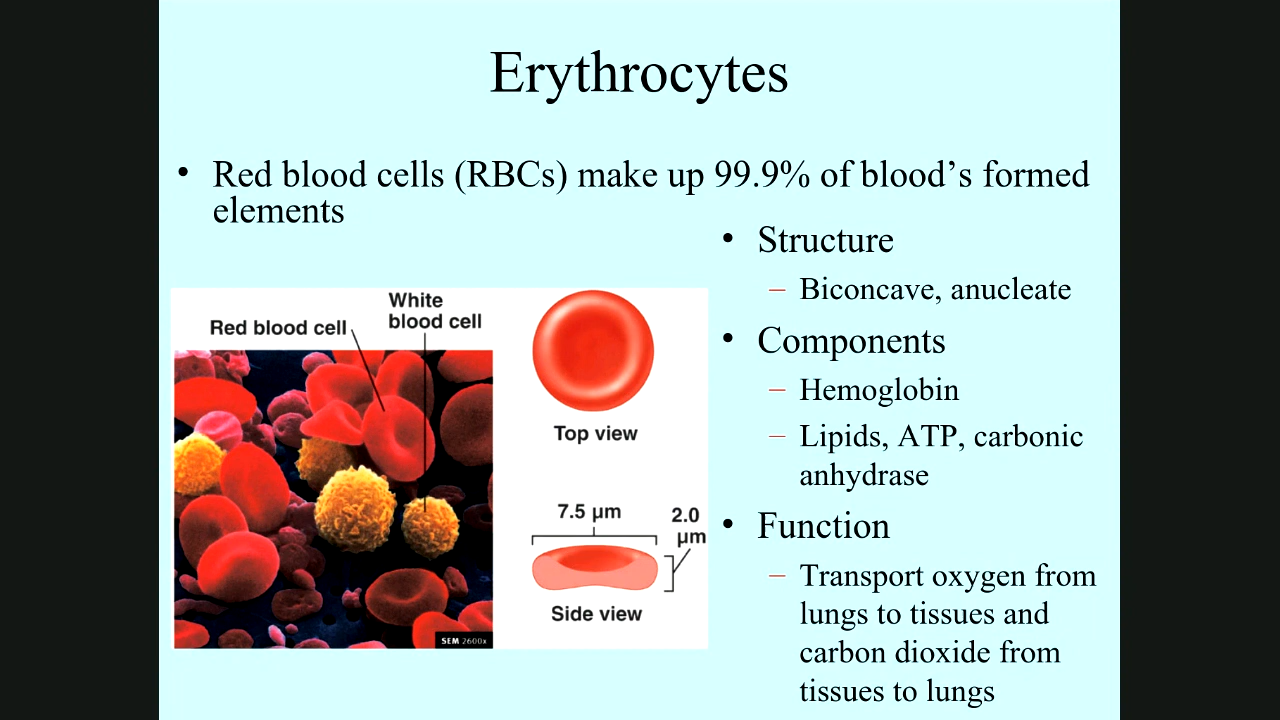 Erythrocytes
• Red blood cells (RBCs) make up 99.9% of blood’s formed
elements
• Structure
– Biconcave, anucleate
• Components
– Hemoglobin
– Lipids, ATP, carbonic
anhydrase
• Function
– Transport oxygen from
lungs to tissues and
carbon dioxide from
tissues to lungs
White
blood cell
Red blood cell
Top view
7.5 µm
2.0
µm
Side view
SEM 2600x